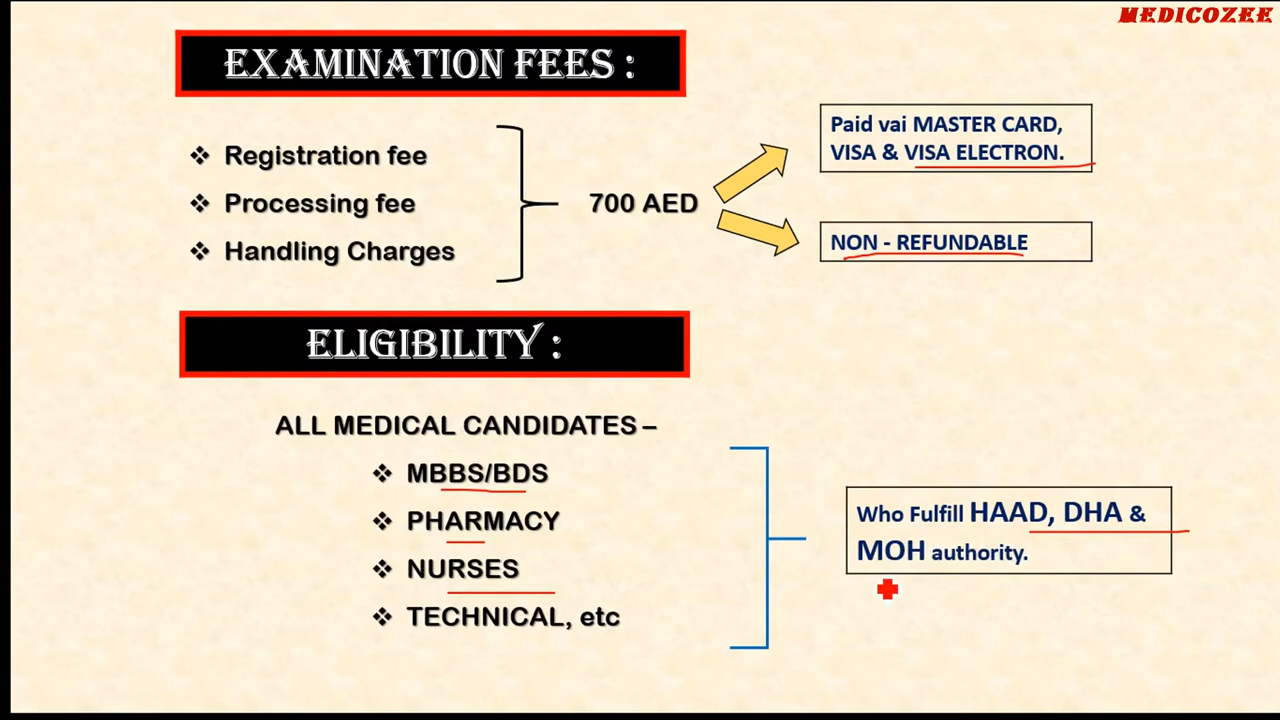 MEDICOZEE
EXAMINATION FEES :
❖ Registration fee
❖ Processing fee
❖ Handling Charges
700 AED
Paid vai MASTER CARD,
VISA & VISA ELECTRON.
NON - REFUNDABLE
ELIGIBILITY :
ALL MEDICAL CANDIDATES –
❖ MBBS/BDS
❖ PHARMACY
❖ NURSES
❖ TECHNICAL, etc
Who Fulfill HAAD, DHA &
MOH authority.